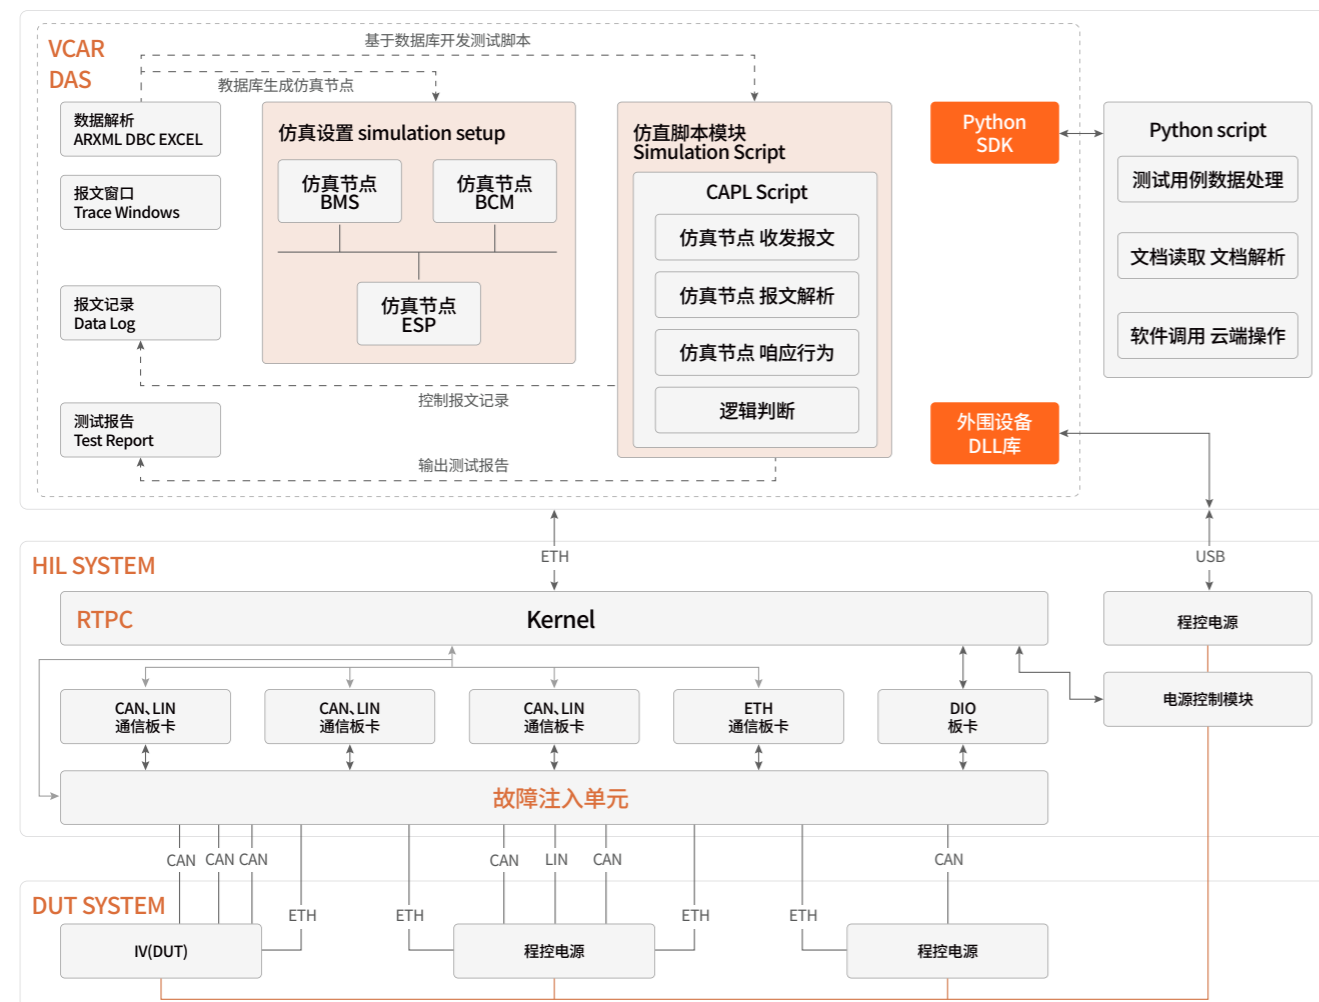 VCAR
DAS
基于数据库开发测试脚本
数据库生成仿真节点
数据解析
ARXML DBC EXCEL
报文窗口
Trace Windows
报文记录
Data Log
测试报告
Test Report
仿真设置 simulation setup
仿真节点
BMS
仿真节点
BCM
仿真节点
ESP
控制报文记录
输出测试报告
仿直脚本模块
Simulation Script
CAPL Script
仿真节点 收发报文
仿真节点 报文解析
仿真节点 咱应行为
逻辑判断
Python
SDK
外围设备
DLL库
Python script
测试用例数据处理
文档读取 文档解析
软件调用 云端操作
ETH
USB
HIL SYSTEM
RTPC
Kernel
程控电源
CAN、LIN
通信板卡
CAN、LIN
通信板卡
CAN、LIN
通信板卡
ETH
通信板卡
DIO
板卡
电源控制模块
故障注入单元
CAN
CAN
CAN
CAN
LIN
CAN
CAN
DUT SYSTEM
ETH
ETH
ETH
ETH
IV(DUT)
程控电源
程控电源